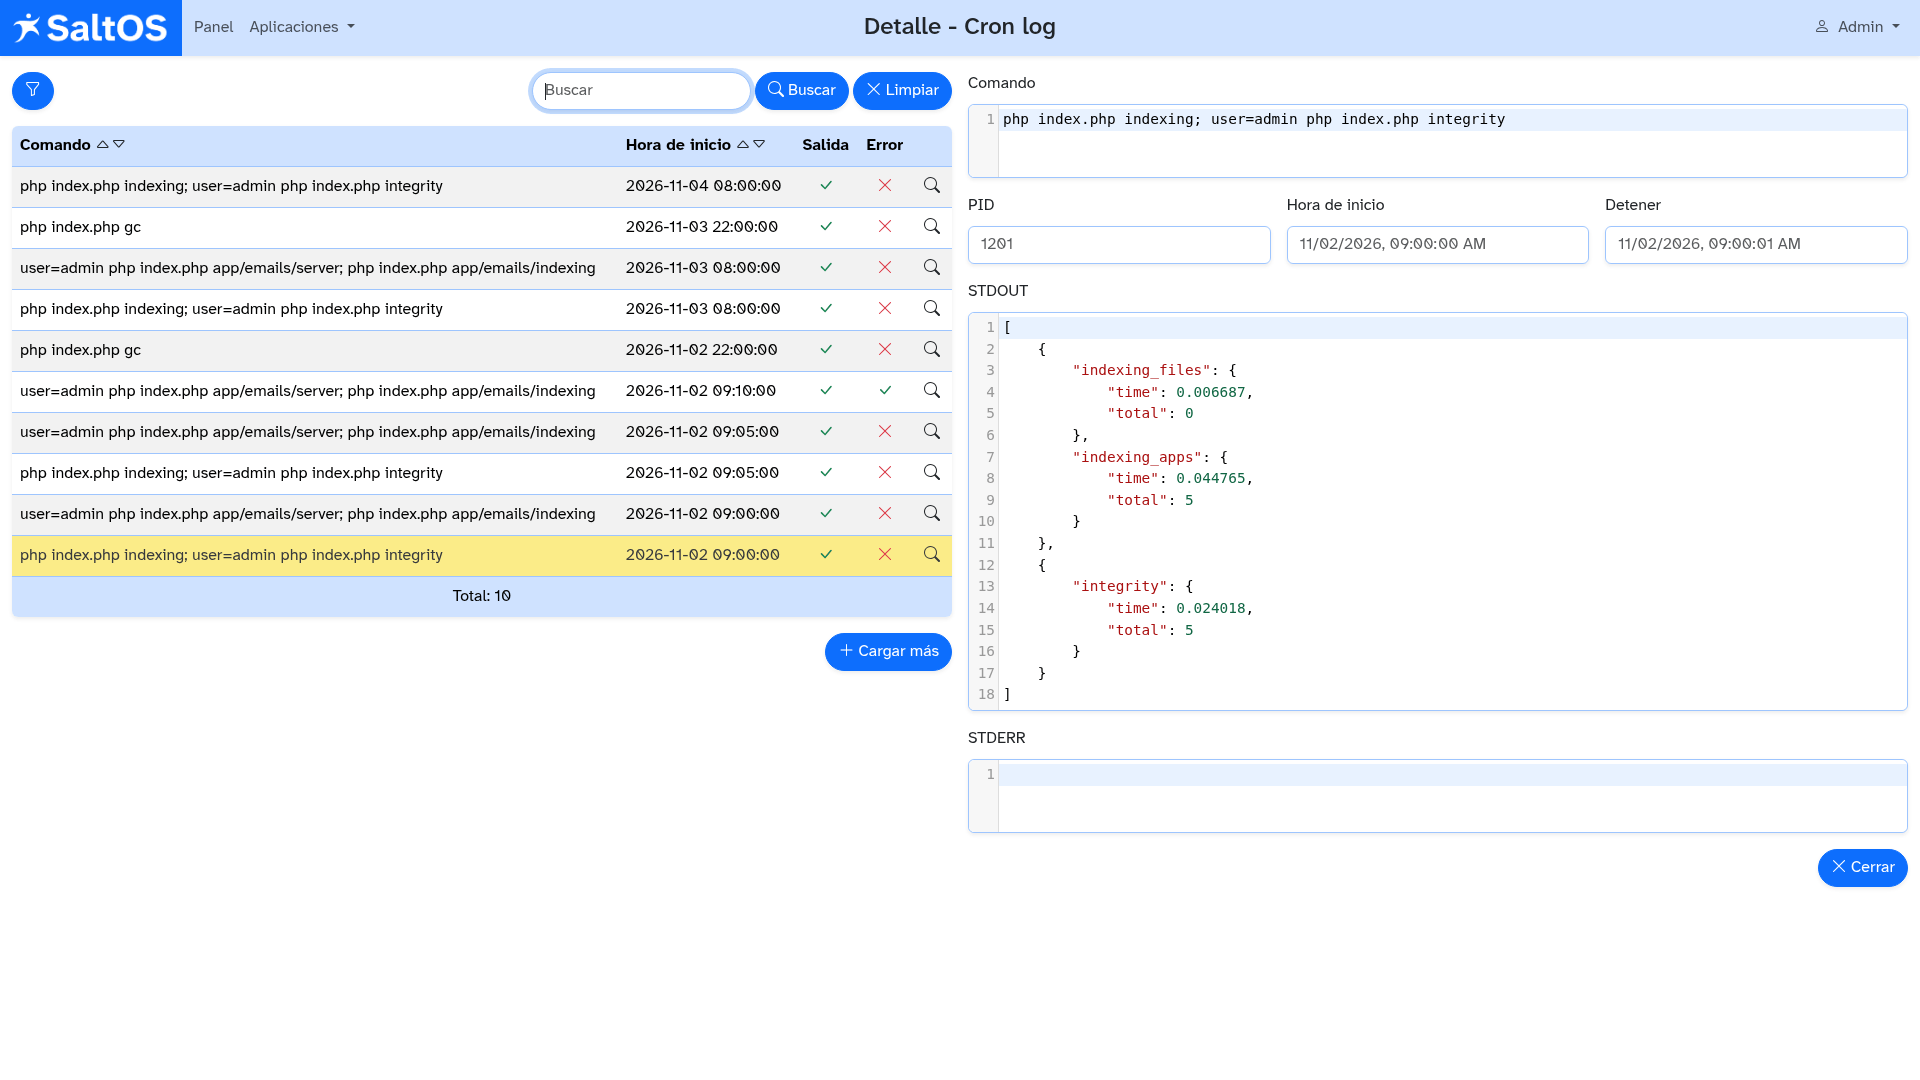 SaltOS Panel Aplicaciones Detalle - Cron log Admin
Buscar Buscar Limpiar
Comando Hora de inicio Salida Error
php index.php indexing; user=admin php index.php integrity 2026-11-04 08:00:00
php index.php gc 2026-11-03 22:00:00
user=admin php index.php app/emails/server; php index.php app/emails/indexing 2026-11-03 08:00:00
php index.php indexing; user=admin php index.php integrity 2026-11-03 08:00:00
php index.php gc 2026-11-02 22:00:00
user=admin php index.php app/emails/server; php index.php app/emails/indexing 2026-11-02 09:10:00
user=admin php index.php app/emails/server; php index.php app/emails/indexing 2026-11-02 09:05:00
php index.php indexing; user=admin php index.php integrity 2026-11-02 09:05:00
user=admin php index.php app/emails/server; php index.php app/emails/indexing 2026-11-02 09:00:00
php index.php indexing; user=admin php index.php integrity 2026-11-02 09:00:00
Total: 10
Cargar más
Comando
1 php index.php indexing; user=admin php index.php integrity
PID Hora de inicio Detener
1201 11/02/2026, 09:00:00 AM 11/02/2026, 09:00:01 AM
STDOUT
1 [
2 {
3 "indexing_files": {
4 "time": 0.006687,
5 "total": 0
6 },
7 "indexing_apps": {
8 "time": 0.044765,
9 "total": 5
10 }
11 },
12 {
13 "integrity": {
14 "time": 0.024018,
15 "total": 5
16 }
17 }
18 ]
STDERR
1
Cerrar